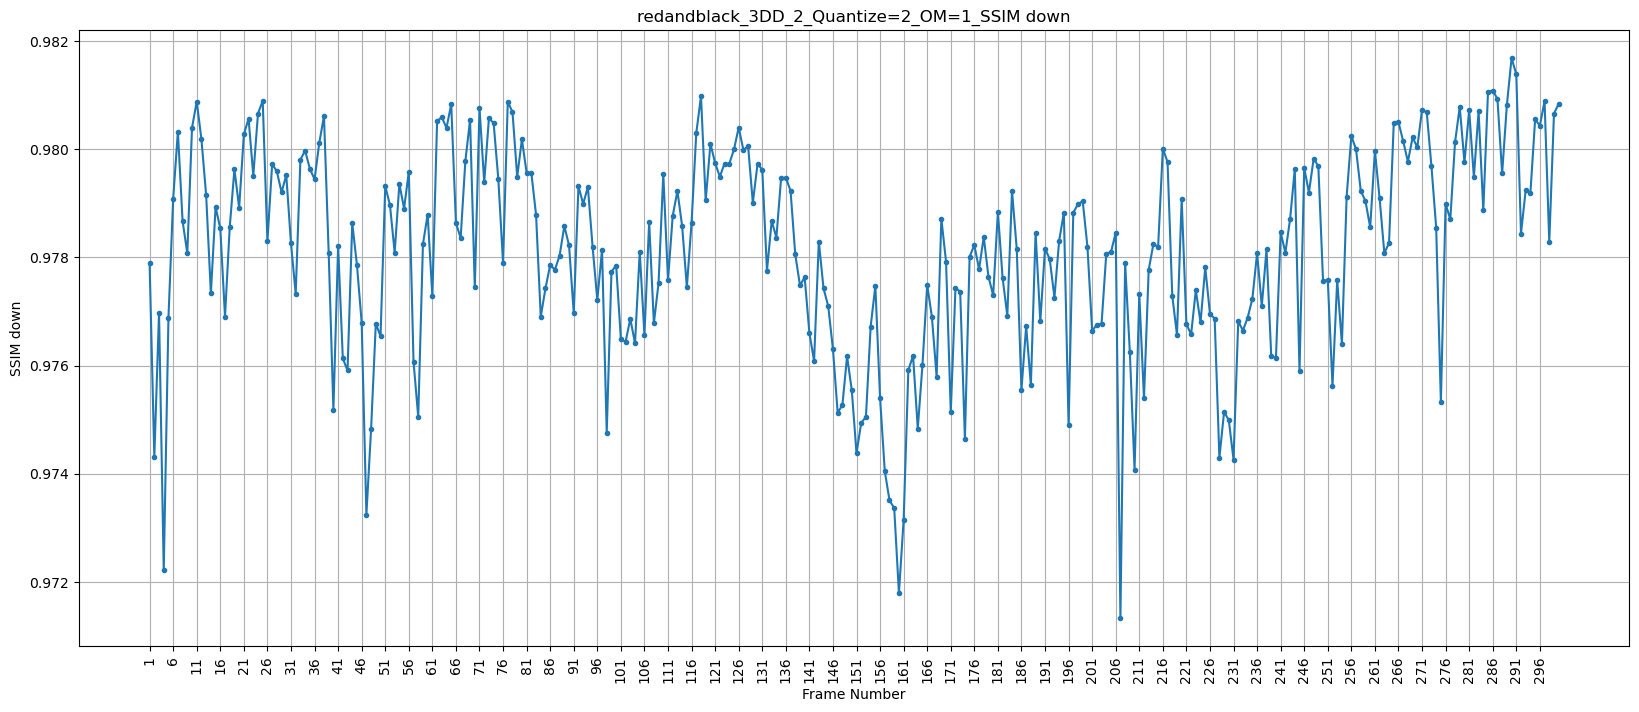 redandblack_3DD_2_Quantize=2_OM=1_SSIM down
SSIM down
0.982
0.980
0.978
0.976
0.974
0.972
1 6 11 16 21 26 31 36 41 46 51 56 61 66 71 76 81 86 91 96 101 106 111 116 121 126 131 136 141 146 151 156 161 166 171 176 181 186 191 196 201 206 211 216 221 226 231 236 241 246 251 256 261 266 271 276 281 286 291 296
Frame Number